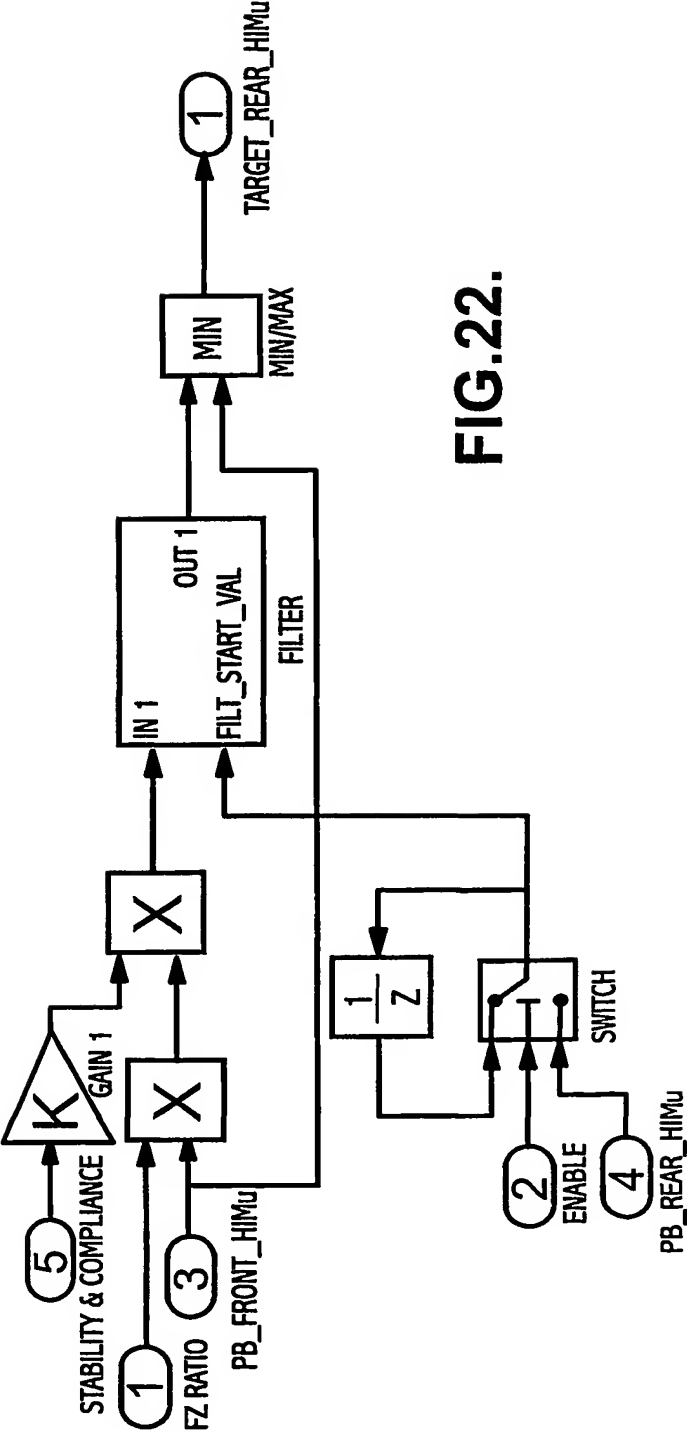 5
STABILITY & COMPLIANCE
K
GAIN 1
1
FZ RATIO
3
PB_FRONT_HIMu
X
X
IN 1
OUT 1
FILT_START_VAL
FILTER
MIN
MIN/MAX
1
TARGET_REAR_HIMu
1
Z
2
ENABLE
4
PB_REAR_HIMu
SWITCH
FIG.22.